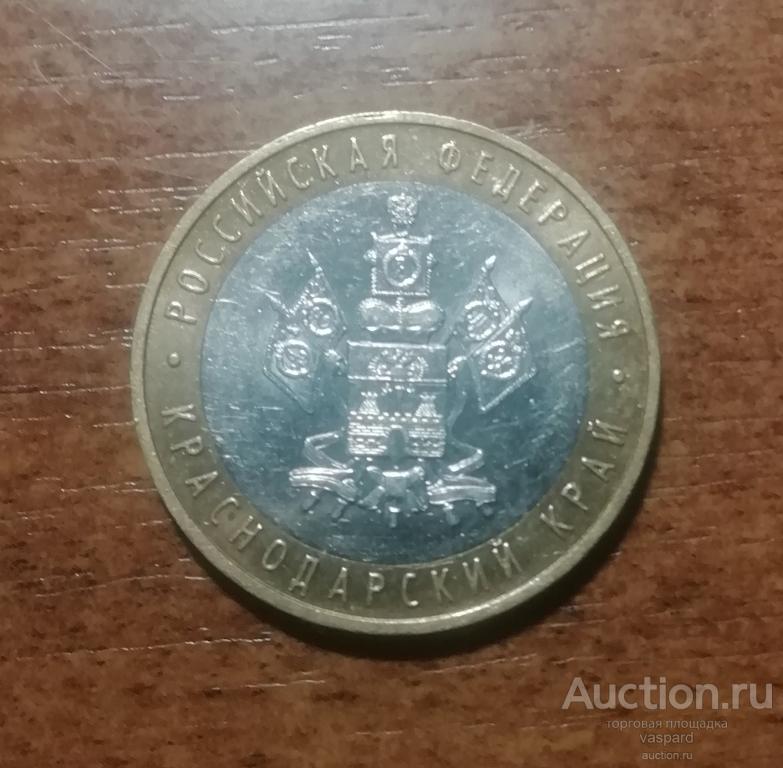 РОССИЙСКАЯ ФЕДЕРАЦИЯ
• КРАСНОДАРСКИЙ КРАЙ •
Auction.ru
торговая площадка
vaspard
auction.ru